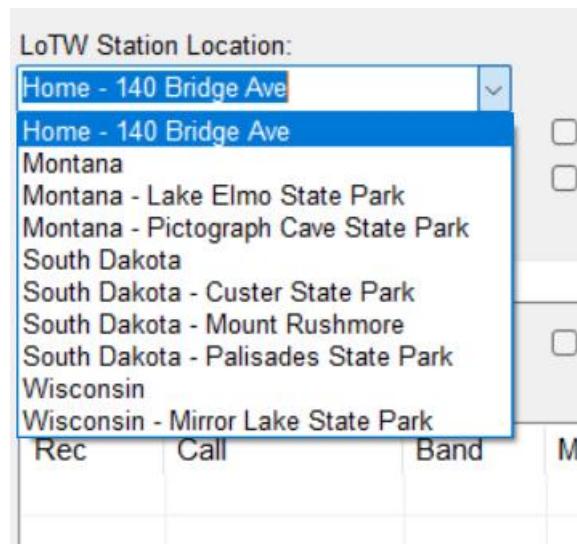 LoTW Station Location:
Home - 140 Bridge Ave
Home - 140 Bridge Ave
Montana
Montana - Lake Elmo State Park
Montana - Pictograph Cave State Park
South Dakota
South Dakota - Custer State Park
South Dakota - Mount Rushmore
South Dakota - Palisades State Park
Wisconsin
Wisconsin - Mirror Lake State Park
Rec Call Band M